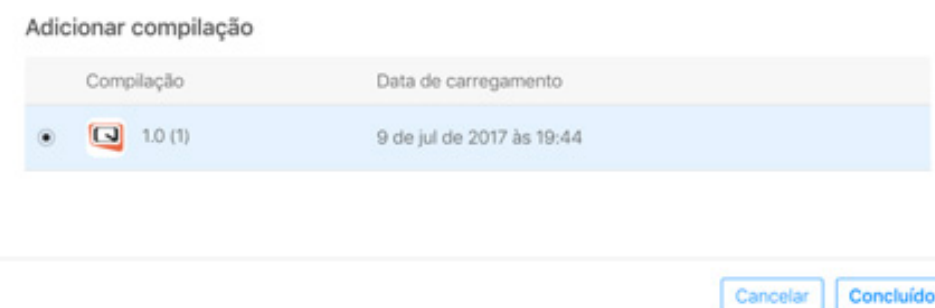 Adicionar compilação
Compilação Data de carregamento
1.0 (1) 9 de jul de 2017 às 19:44
Cancelar Concluído